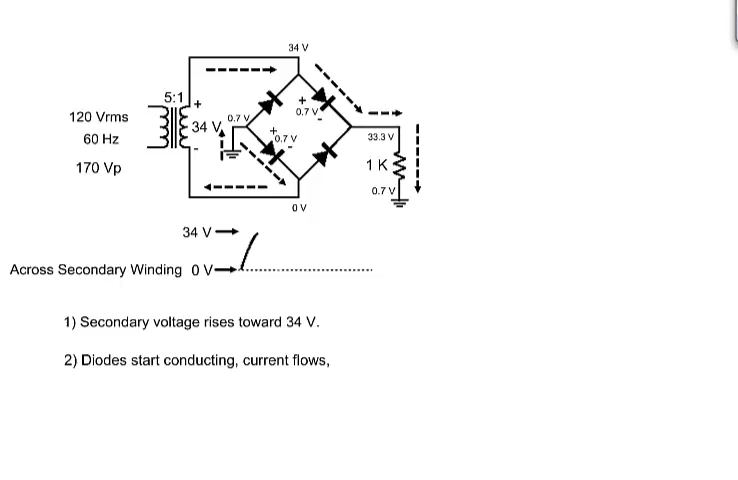 34 V
5:1
+
120 Vrms
0.7 V
+
0.7 V
-
34 V
+
0.7 V
-
60 Hz
33.3 V
-
170 Vp
1 K
0.7 V
0 V
34 V
Across Secondary Winding 0 V
1) Secondary voltage rises toward 34 V.
2) Diodes start conducting, current flows,